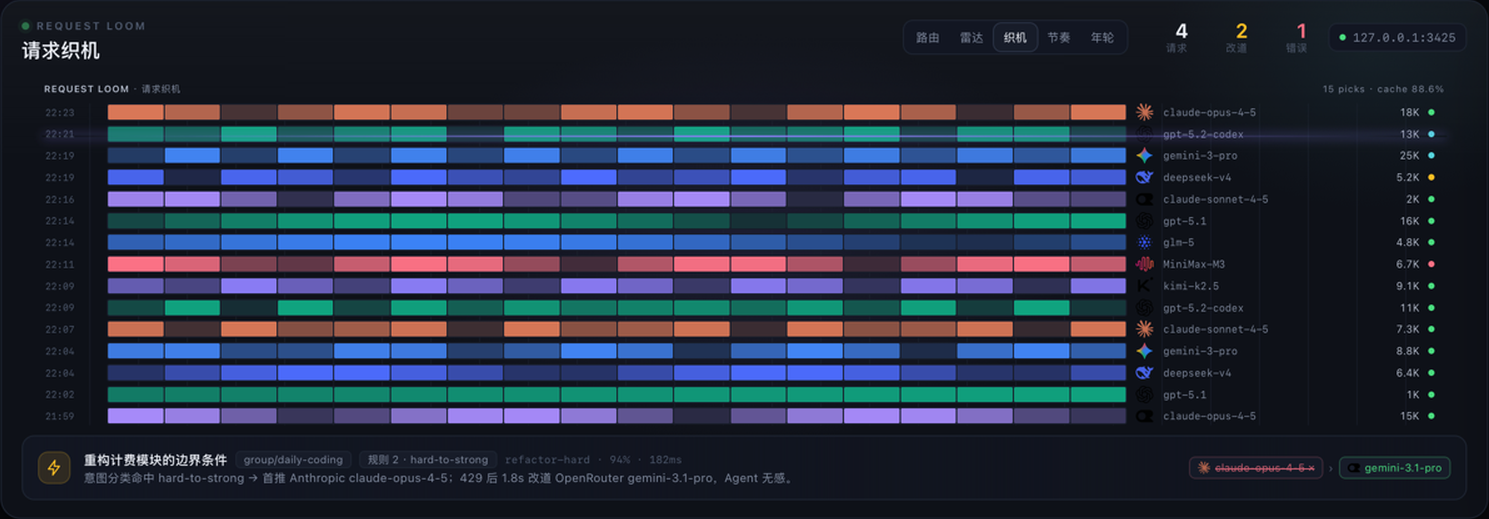 REQUEST LOOM
请求织机
路由 雷达 织机 节奏 年轮
4 请求
2 改道
1 错误
127.0.0.1:3425
REQUEST LOOM · 请求织机
15 picks · cache 88.6%
22:23 claude-opus-4-5 18K
22:21 gpt-5.2-codex 13K
22:19 gemini-3-pro 25K
22:19 deepseek-v4 5.2K
22:16 claude-sonnet-4-5 2K
22:14 gpt-5.1 16K
22:14 glm-5 4.8K
22:11 MiniMax-M3 6.7K
22:09 kimi-k2.5 9.1K
22:09 gpt-5.2-codex 11K
22:07 claude-sonnet-4-5 7.3K
22:04 gemini-3-pro 8.8K
22:04 deepseek-v4 6.4K
22:02 gpt-5.1 1K
21:59 claude-opus-4-5 15K
重构计费模块的边界条件 group/daily-coding 规则 2 · hard-to-strong refactor-hard · 94% · 182ms
意图分类命中 hard-to-strong → 首推 Anthropic claude-opus-4-5；429 后 1.8s 改道 OpenRouter gemini-3.1-pro，Agent 无感。
claude-opus-4-5 × › gemini-3.1-pro